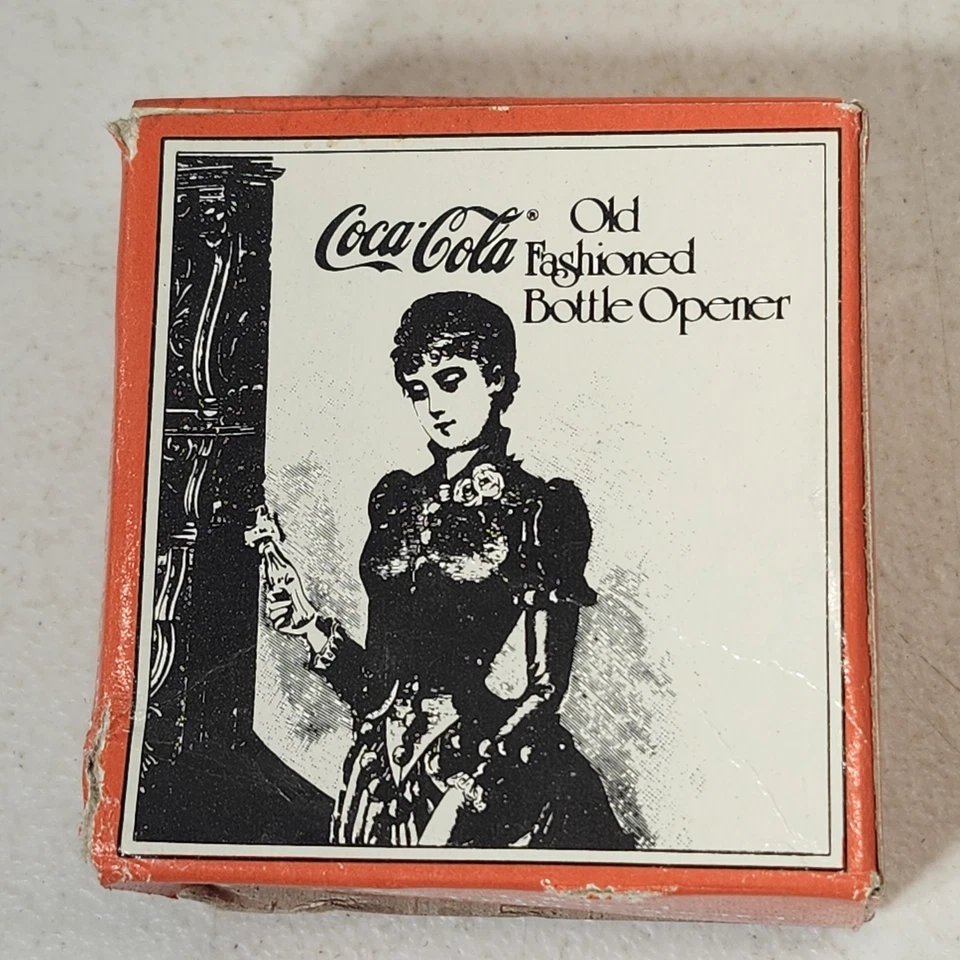 Coca-Cola® Old
Fashioned
Bottle Opener